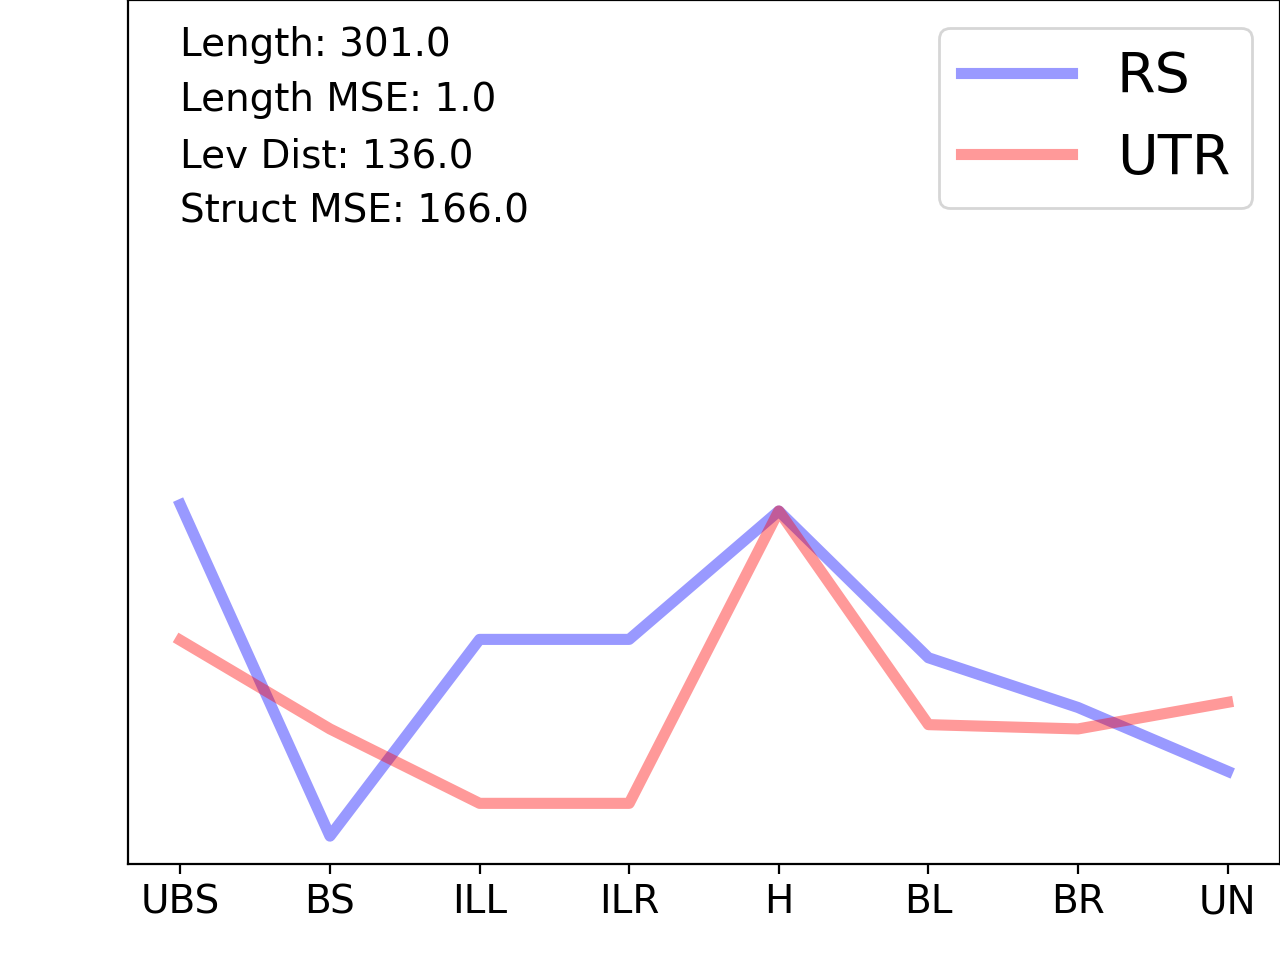 Length: 301.0
Length MSE: 1.0
Lev Dist: 136.0
Struct MSE: 166.0
RS
UTR
UBS BS ILL ILR H BL BR UN